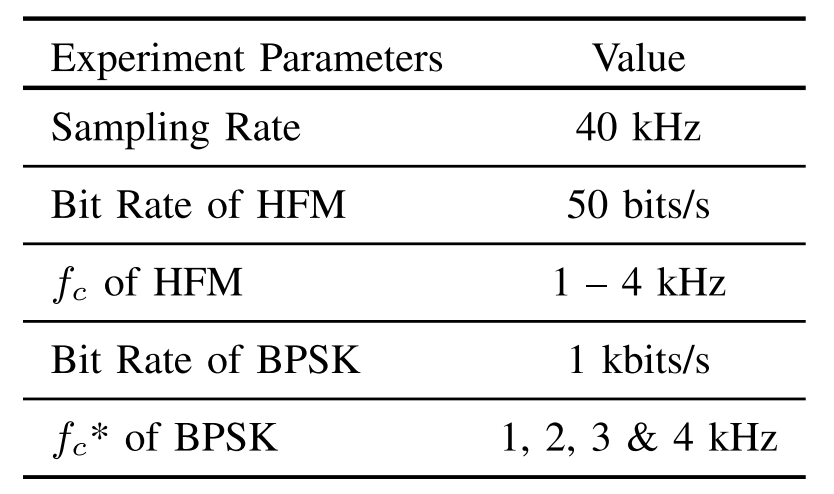 Experiment Parameters Value
Sampling Rate 40 kHz
Bit Rate of HFM 50 bits/s
f_c of HFM 1 – 4 kHz
Bit Rate of BPSK 1 kbits/s
f_c* of BPSK 1, 2, 3 & 4 kHz